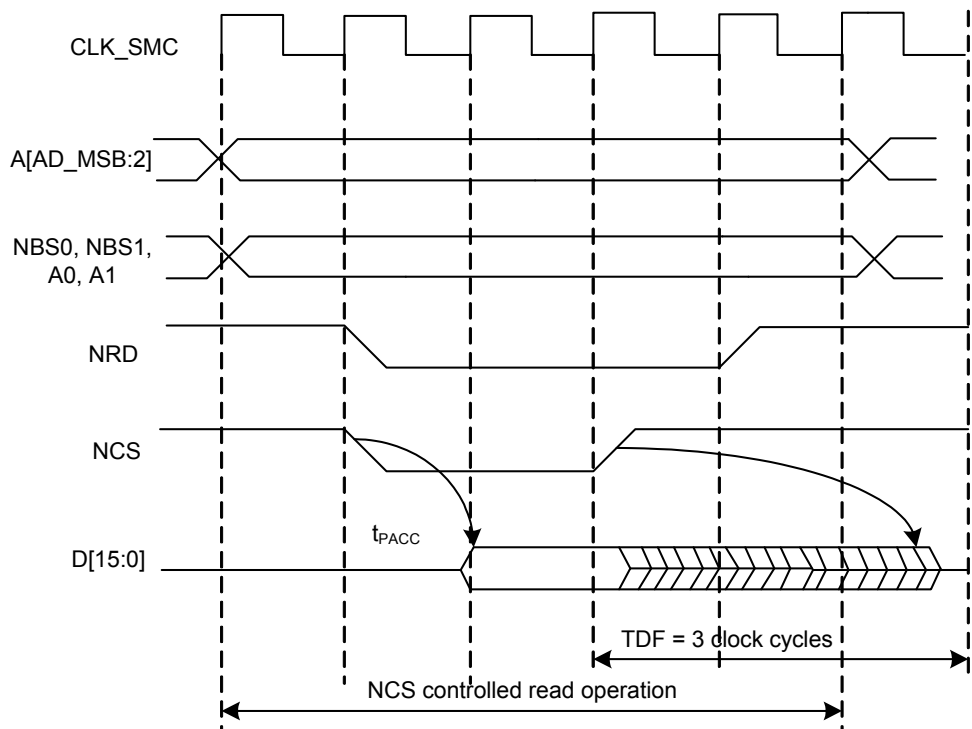 CLK_SMC
A[AD_MSB:2]
NBS0, NBS1,
A0, A1
NRD
NCS
tPACC
D[15:0]
TDF = 3 clock cycles
NCS controlled read operation